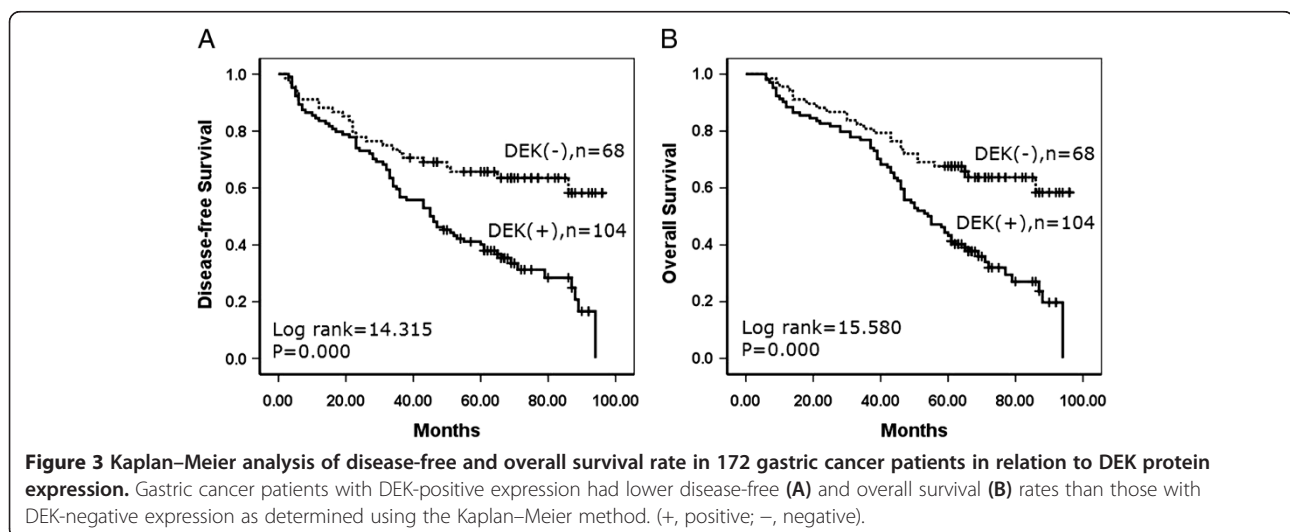 A
Disease-free Survival
1.0
0.8
0.6
0.4
0.2
0.0
DEK(-),n=68
DEK(+),n=104
Log rank=14.315
P=0.000
0.00 20.00 40.00 60.00 80.00 100.00
Months
B
Overall Survival
1.0
0.8
0.6
0.4
0.2
0.0
DEK(-),n=68
DEK(+),n=104
Log rank=15.580
P=0.000
0.00 20.00 40.00 60.00 80.00 100.00
Months
Figure 3 Kaplan–Meier analysis of disease-free and overall survival rate in 172 gastric cancer patients in relation to DEK protein
expression. Gastric cancer patients with DEK-positive expression had lower disease-free (A) and overall survival (B) rates than those with
DEK-negative expression as determined using the Kaplan–Meier method. (+, positive; −, negative).